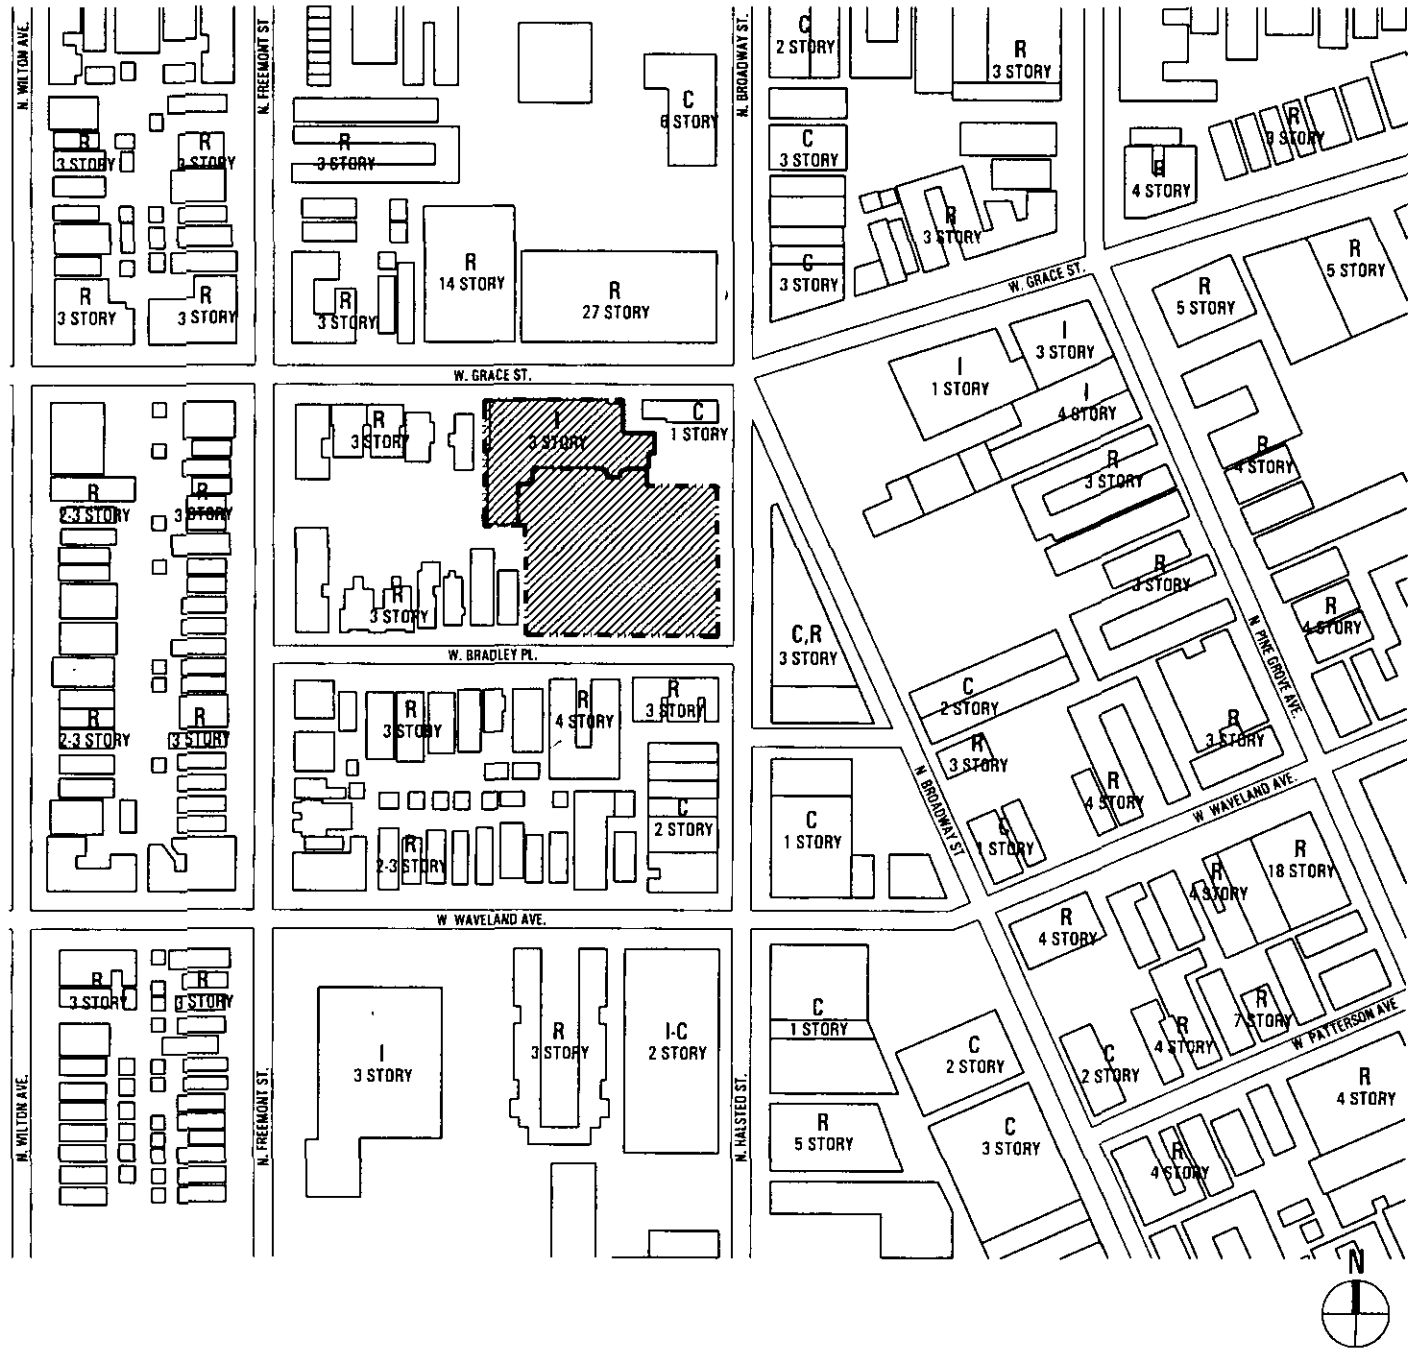 N. WILTON AVE.
N. FREEMONT ST
N. BROADWAY ST.
C
2 STORY
R
3 STORY
C
6 STORY
R
3 STORY
R
3 STORY
R
3 STORY
C
3 STORY
R
3 STORY
R
4 STORY
R
3 STORY
R
14 STORY
R
27 STORY
C
3 STORY
W. GRACE ST.
R
5 STORY
R
5 STORY
R
3 STORY
R
3 STORY
R
3 STORY
W. GRACE ST.
I
3 STORY
I
1 STORY
I
4 STORY
R
3 STORY
I
3 STORY
C
1 STORY
R
3 STORY
R
4 STORY
R
2-3 STORY
R
3 STORY
R
3 STORY
R
3 STORY
R
4 STORY
C,R
3 STORY
N PINE GROVE AVE.
W. BRADLEY PL.
R
2-3 STORY
R
3 STORY
R
3 STORY
R
4 STORY
R
3 STORY
C
2 STORY
R
3 STORY
R
3 STORY
R
4 STORY
N BROADWAY ST
W WAVELAND AVE.
R
2-3 STORY
C
2 STORY
C
1 STORY
C
1 STORY
R
4 STORY
R
18 STORY
W WAVELAND AVE.
R
4 STORY
R
3 STORY
R
3 STORY
I
3 STORY
R
3 STORY
I-C
2 STORY
C
1 STORY
C
2 STORY
C
2 STORY
R
4 STORY
R
7 STORY
W PATTERSON AVE
N. WILTON AVE.
N. FREEMONT ST.
N. HALSTED ST.
R
5 STORY
C
3 STORY
R
4 STORY
R
4 STORY
N